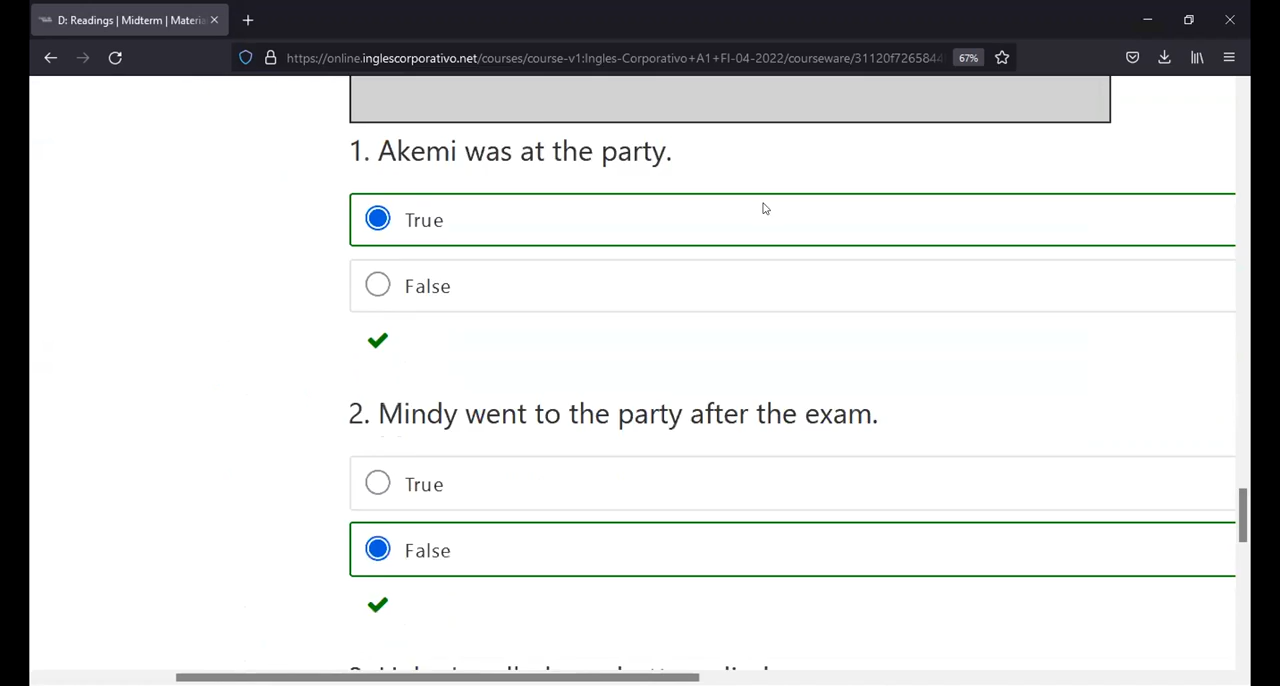 D: Readings | Midterm | Materia
https://online.inglescorporativo.net/courses/course-v1:Ingles-Corporativo+A1+FI-04-2022/courseware/31120f7265844
67%
1. Akemi was at the party.
True
False
2. Mindy went to the party after the exam.
True
False